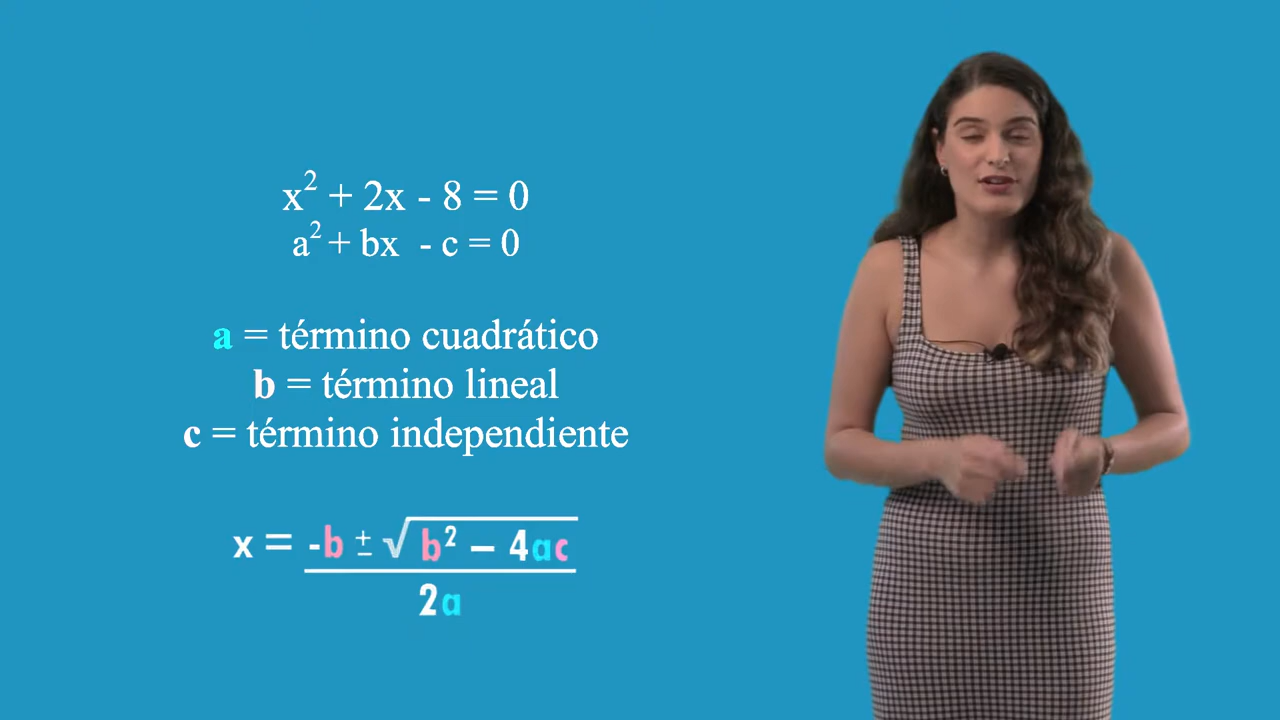 x² + 2x - 8 = 0
a² + bx - c = 0
a = término cuadrático
b = término lineal
c = término independiente
x = -b ± √b² − 4ac
2a